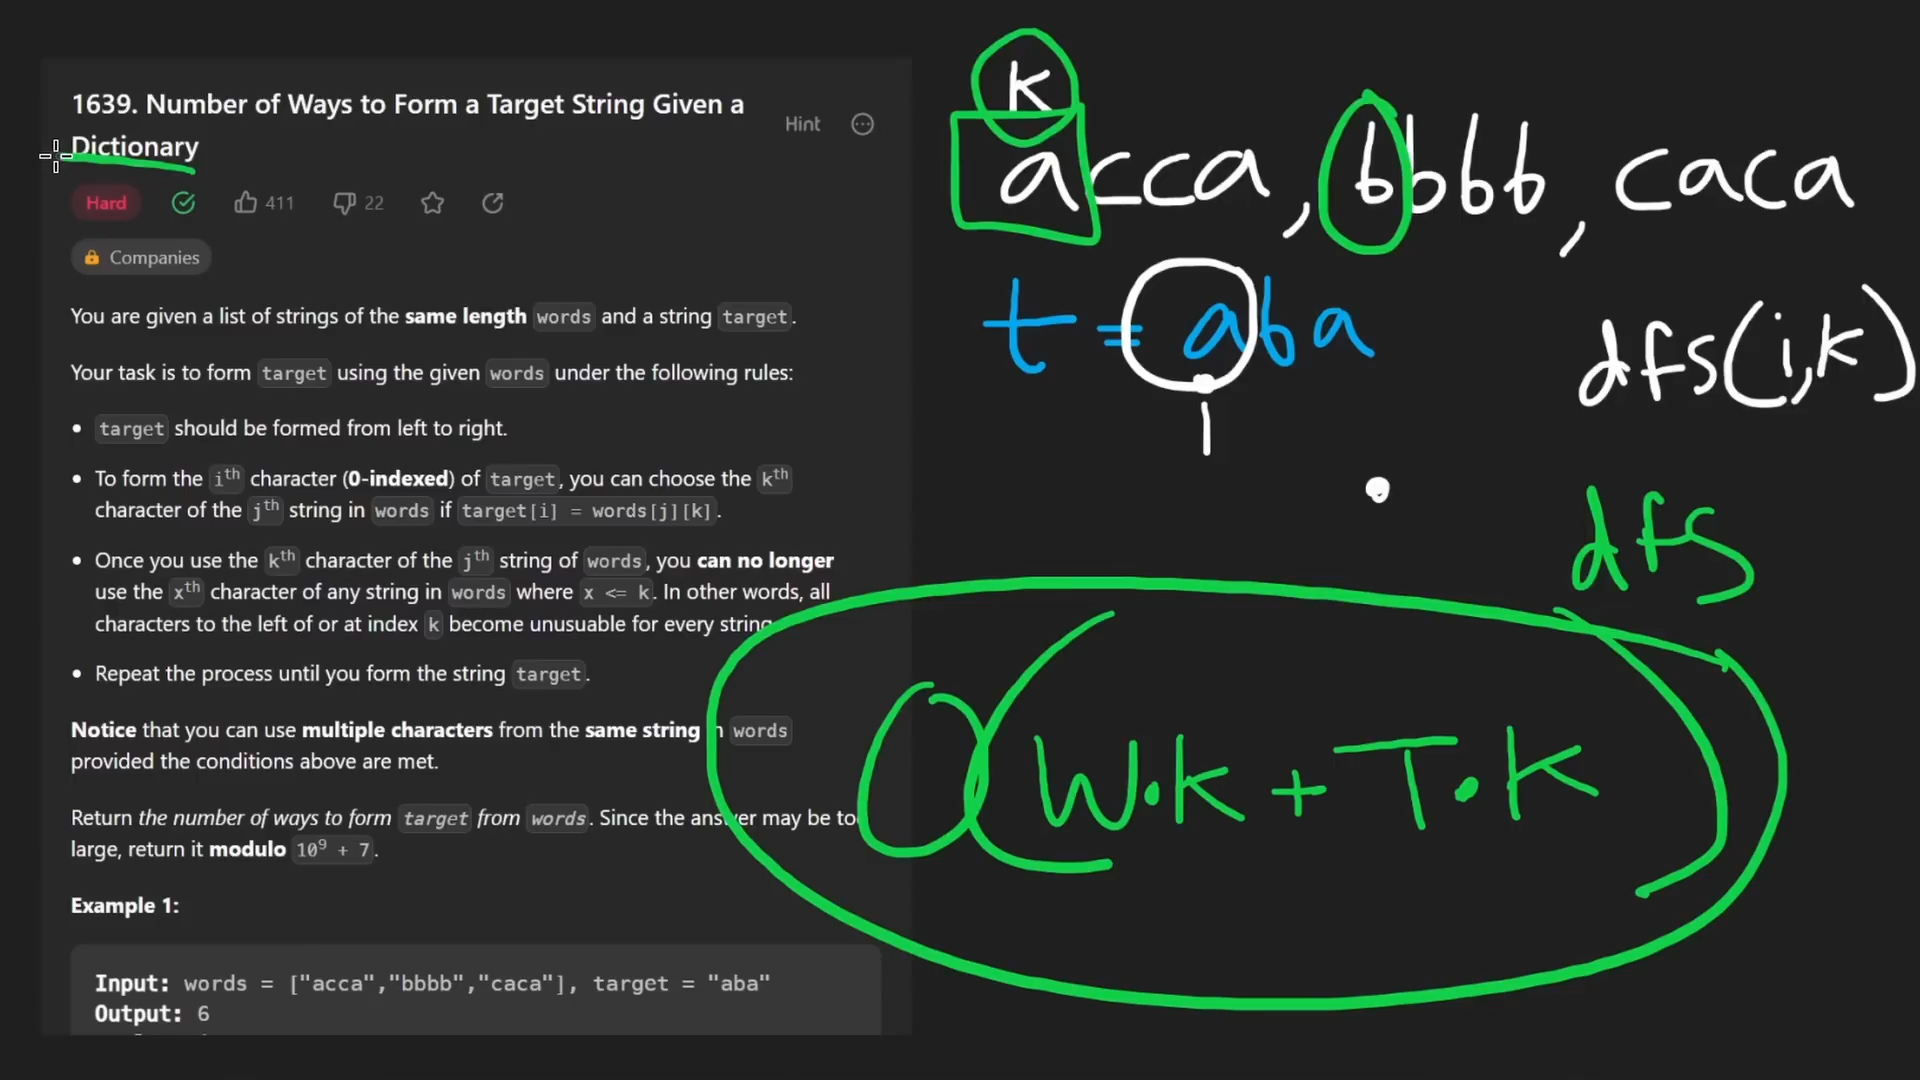 1639. Number of Ways to Form a Target String Given a
Dictionary
Hint
Hard
411
22
Companies
You are given a list of strings of the same length words and a string target.
Your task is to form target using the given words under the following rules:
• target should be formed from left to right.
• To form the ith character (0-indexed) of target, you can choose the kth
character of the jth string in words if target[i] = words[j][k].
• Once you use the kth character of the jth string of words, you can no longer
use the xth character of any string in words where x <= k. In other words, all
characters to the left of or at index k become unusuable for every string
• Repeat the process until you form the string target.
Notice that you can use multiple characters from the same string in words
provided the conditions above are met.
Return the number of ways to form target from words. Since the answer may be too
large, return it modulo 10^9 + 7.
Example 1:
Input: words = ["acca","bbbb","caca"], target = "aba"
Output: 6
k
acca, bbbb, caca
t = aba
i
dfs(i,k)
dfs
O(W·K + T·K)